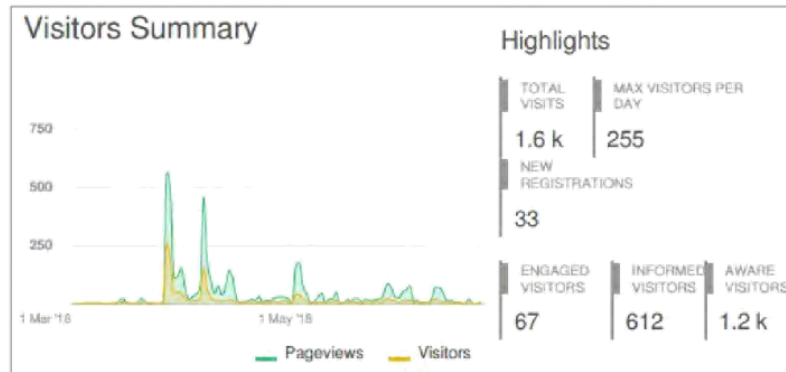 Visitors Summary
Highlights
TOTAL VISITS
1.6 k
MAX VISITORS PER DAY
255
NEW REGISTRATIONS
33
ENGAGED VISITORS
67
INFORMED VISITORS
612
AWARE VISITORS
1.2 k
750
500
250
1 Mar '18
1 May '18
Pageviews
Visitors